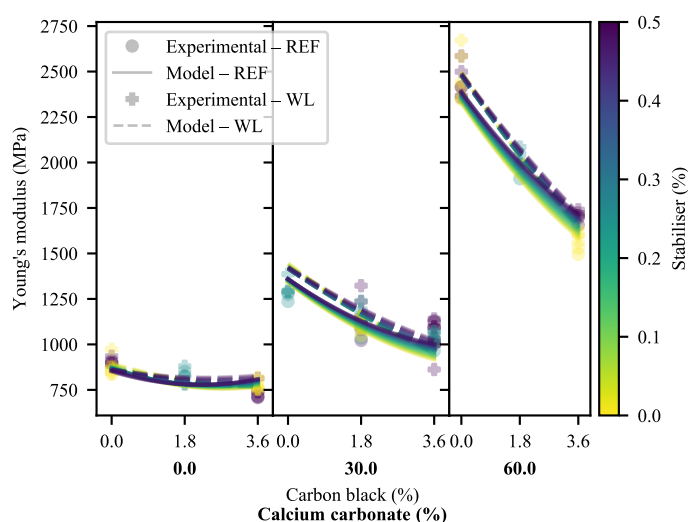 2750
2500
2250
2000
1750
1500
1250
1000
750
Young's modulus (MPa)
Experimental – REF
Model – REF
Experimental – WL
Model – WL
0.5
0.4
0.3
0.2
0.1
0.0
Stabiliser (%)
0.0 1.8 3.6 0.0 1.8 3.6 0.0 1.8 3.6
0.0 30.0 60.0
Carbon black (%)
Calcium carbonate (%)